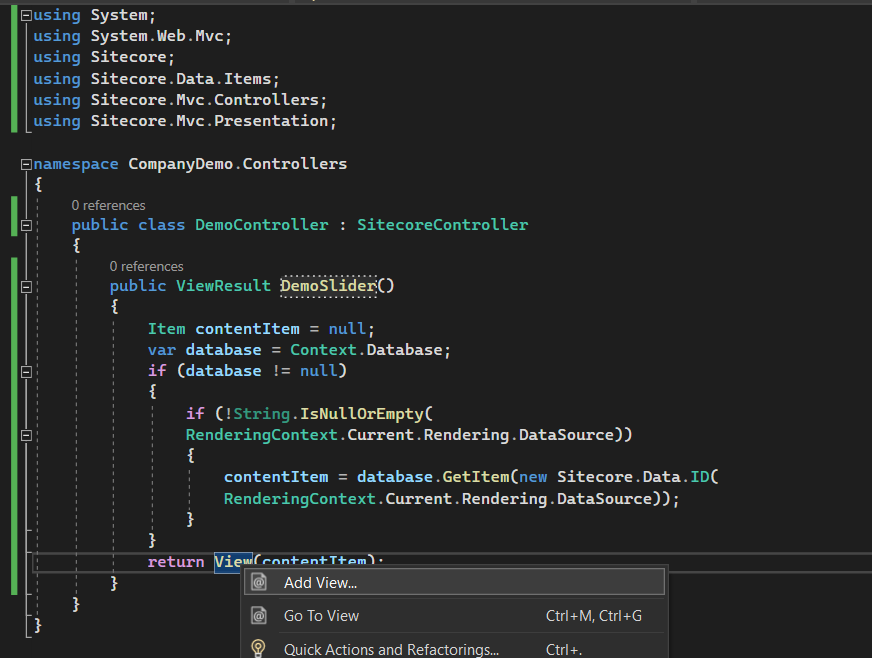 using System;
using System.Web.Mvc;
using Sitecore;
using Sitecore.Data.Items;
using Sitecore.Mvc.Controllers;
using Sitecore.Mvc.Presentation;
namespace CompanyDemo.Controllers
{
0 references
public class DemoController : SitecoreController
{
0 references
public ViewResult DemoSlider()
{
Item contentItem = null;
var database = Context.Database;
if (database != null)
{
if (!String.IsNullOrEmpty(
RenderingContext.Current.Rendering.DataSource))
{
contentItem = database.GetItem(new Sitecore.Data.ID(
RenderingContext.Current.Rendering.DataSource));
}
}
return View(contentItem);
Add View...
}
Go To View Ctrl+M, Ctrl+G
}
}
Quick Actions and Refactorings... Ctrl+.